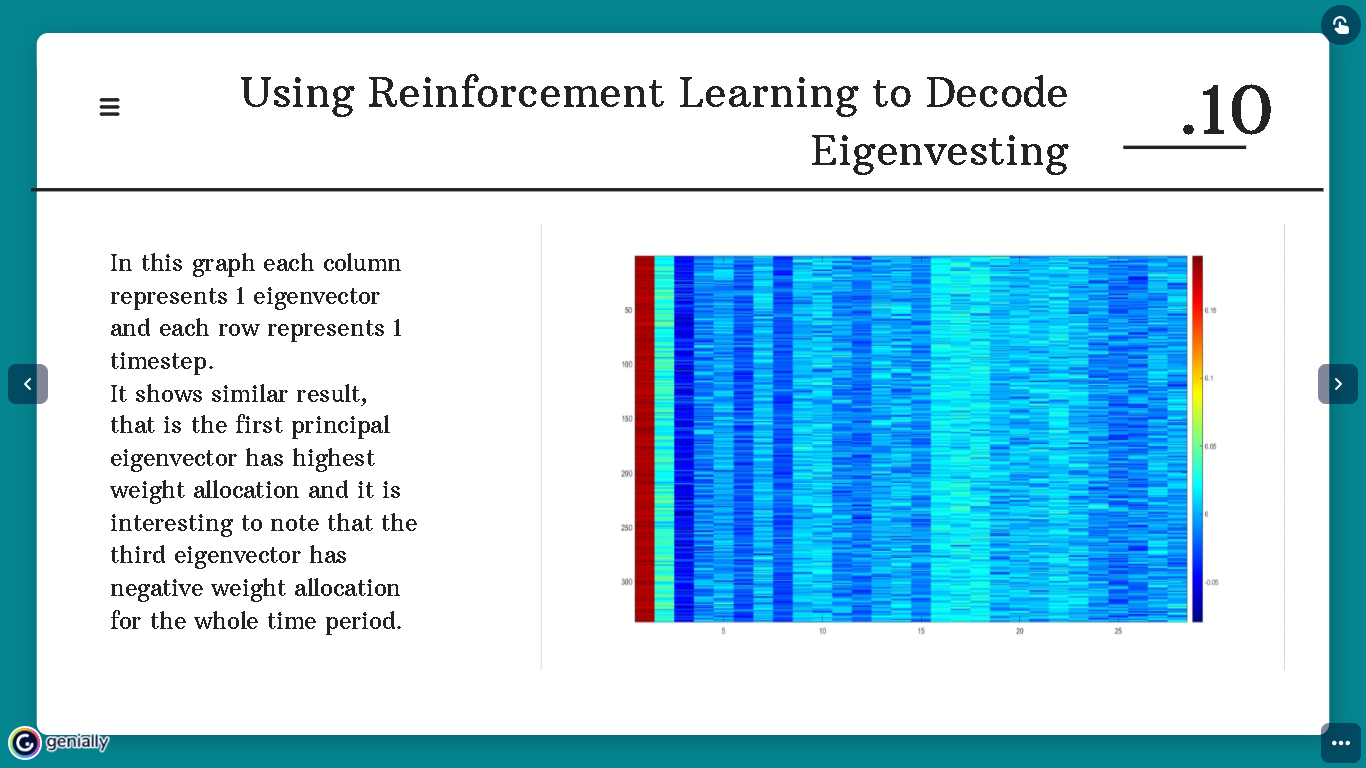 Using Reinforcement Learning to Decode
Eigenvesting
.10
In this graph each column
represents 1 eigenvector
and each row represents 1
timestep.
It shows similar result,
that is the first principal
eigenvector has highest
weight allocation and it is
interesting to note that the
third eigenvector has
negative weight allocation
for the whole time period.
50
100
150
200
250
300
5
10
15
20
25
0.15
0.1
0.05
0
-0.05
genially